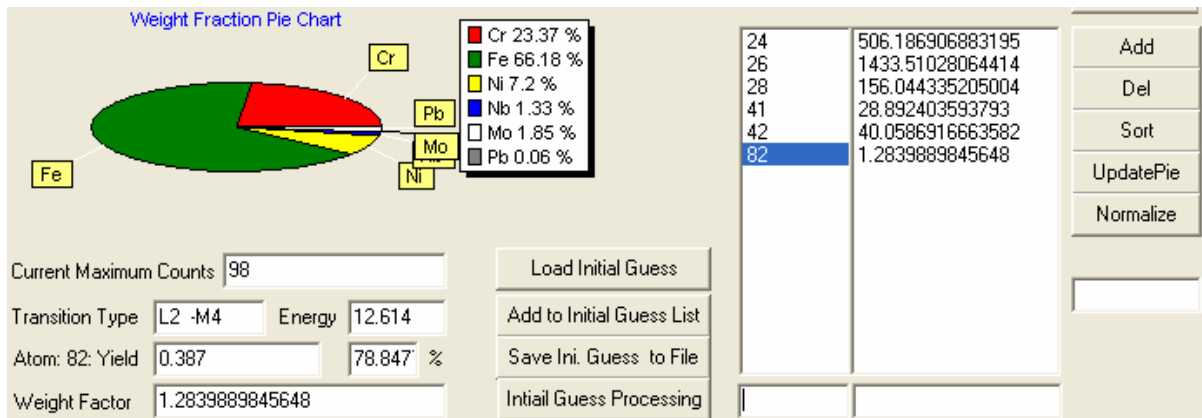 Weight Fraction Pie Chart
Cr
Pb
Mo
Ni
Fe
Cr 23.37 %
Fe 66.18 %
Ni 7.2 %
Nb 1.33 %
Mo 1.85 %
Pb 0.06 %
24 506.186906883195
26 1433.51028064414
28 156.044335205004
41 28.892403593793
42 40.0586916663582
82 1.2839889845648
Add
Del
Sort
UpdatePie
Normalize
Current Maximum Counts 98
Transition Type L2 -M4 Energy 12.614
Atom: 82: Yield 0.387 78.847 %
Weight Factor 1.2839889845648
Load Initial Guess
Add to Initial Guess List
Save Ini. Guess to File
Intiail Guess Processing